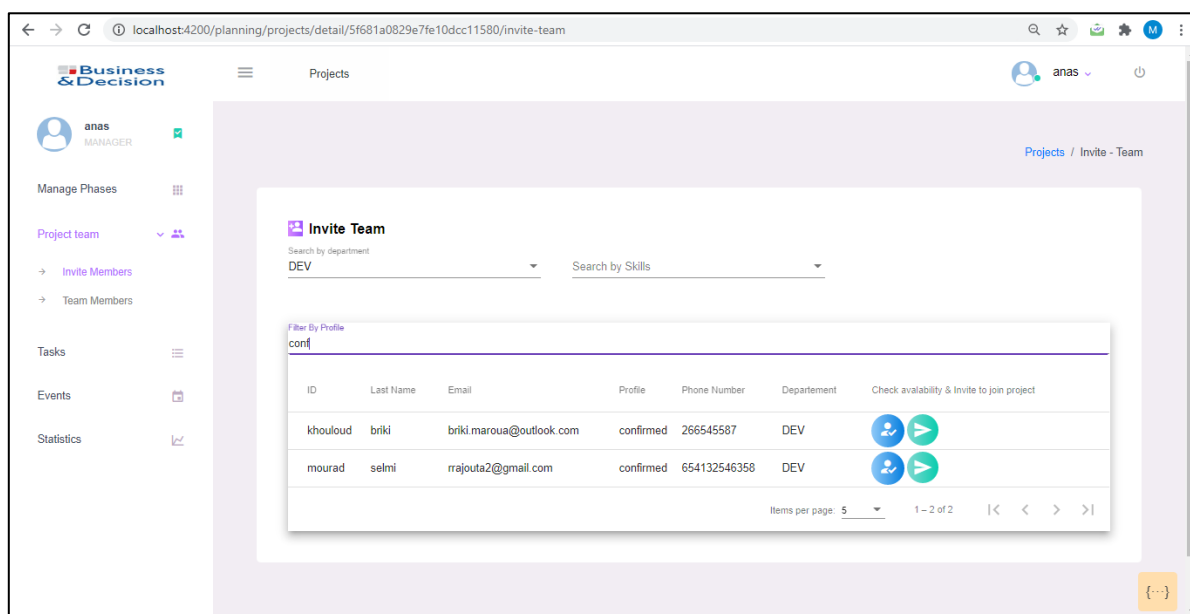 localhost:4200/planning/projects/detail/5f681a0829e7fe10dcc11580/invite-team
M
Business
&Decision
Projects
anas
anas
MANAGER
Projects / Invite - Team
Manage Phases
Project team
Invite Members
Team Members
Tasks
Events
Statistics
Invite Team
Search by department
DEV
Search by Skills
Filter By Profile
conf
ID Last Name Email Profile Phone Number Departement Check avalability & Invite to join project
khouloud briki briki.maroua@outlook.com confirmed 266545587 DEV
mourad selmi rrajouta2@gmail.com confirmed 654132546358 DEV
Items per page: 5 1 – 2 of 2
{···}